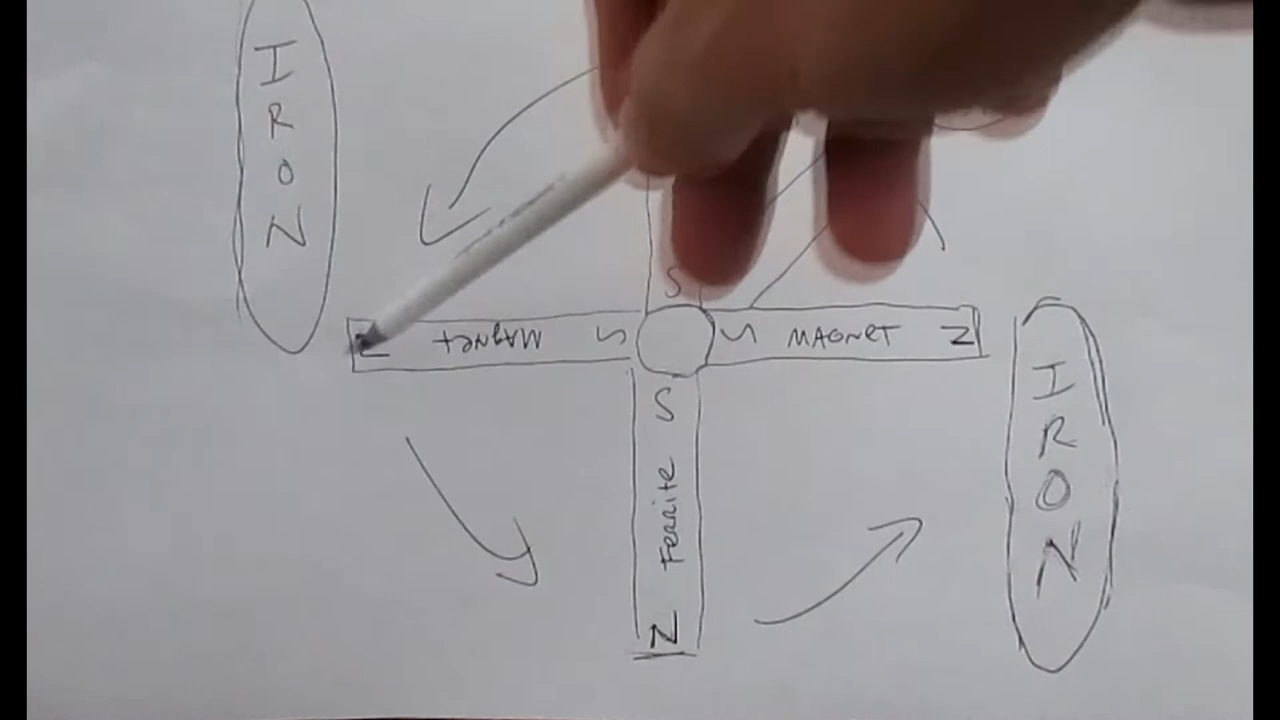 IRON
S
N MAGNET S
S MAGNET N
S
Ferrite
N
IRON